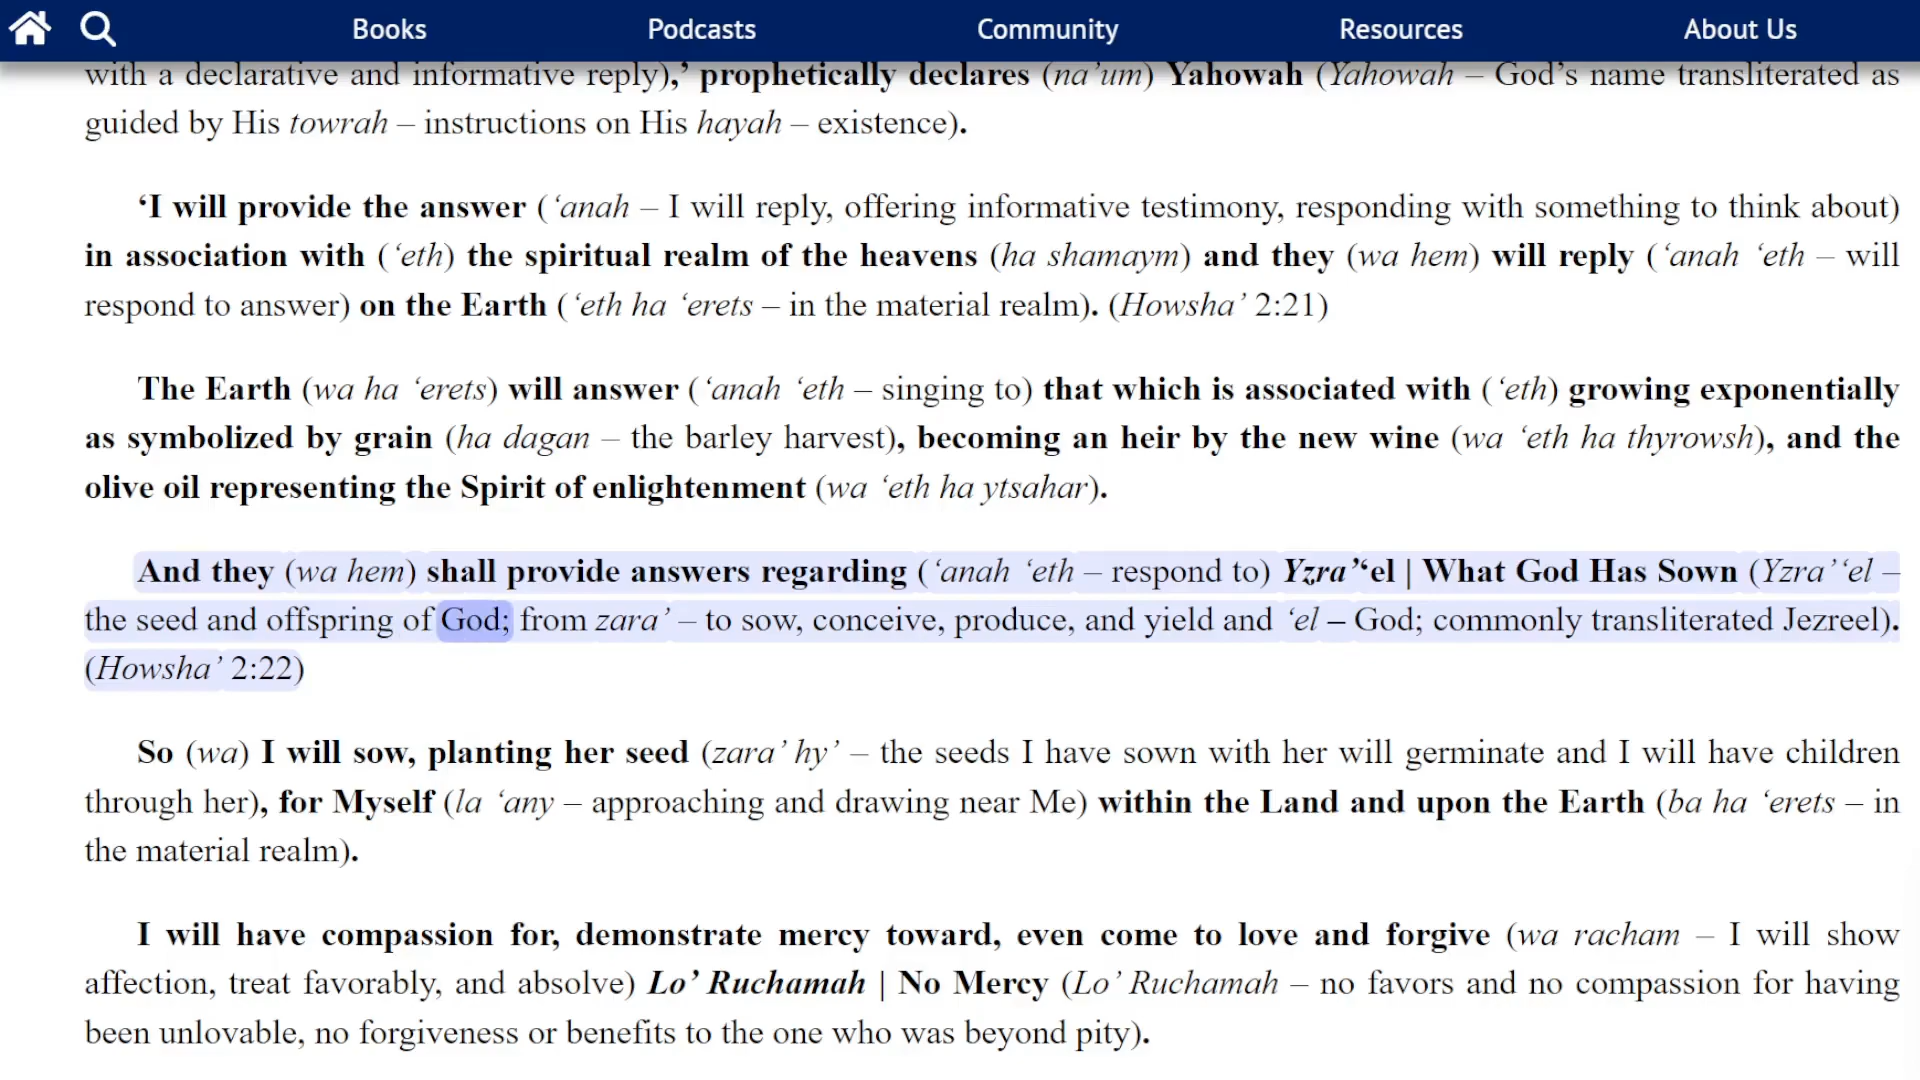 Books Podcasts Community Resources About Us
with a declarative and informative reply),’ prophetically declares (na’um) Yahowah (Yahowah – God’s name transliterated as
guided by His towrah – instructions on His hayah – existence).
‘I will provide the answer (‘anah – I will reply, offering informative testimony, responding with something to think about)
in association with (‘eth) the spiritual realm of the heavens (ha shamaym) and they (wa hem) will reply (‘anah ‘eth – will
respond to answer) on the Earth (‘eth ha ‘erets – in the material realm). (Howsha’ 2:21)
The Earth (wa ha ‘erets) will answer (‘anah ‘eth – singing to) that which is associated with (‘eth) growing exponentially
as symbolized by grain (ha dagan – the barley harvest), becoming an heir by the new wine (wa ‘eth ha thyrowsh), and the
olive oil representing the Spirit of enlightenment (wa ‘eth ha ytsahar).
And they (wa hem) shall provide answers regarding (‘anah ‘eth – respond to) Yzra’‘el | What God Has Sown (Yzra’‘el –
the seed and offspring of God; from zara’ – to sow, conceive, produce, and yield and ‘el – God; commonly transliterated Jezreel).
(Howsha’ 2:22)
So (wa) I will sow, planting her seed (zara’ hy’ – the seeds I have sown with her will germinate and I will have children
through her), for Myself (la ‘any – approaching and drawing near Me) within the Land and upon the Earth (ba ha ‘erets – in
the material realm).
I will have compassion for, demonstrate mercy toward, even come to love and forgive (wa racham – I will show
affection, treat favorably, and absolve) Lo’ Ruchamah | No Mercy (Lo’ Ruchamah – no favors and no compassion for having
been unlovable, no forgiveness or benefits to the one who was beyond pity).